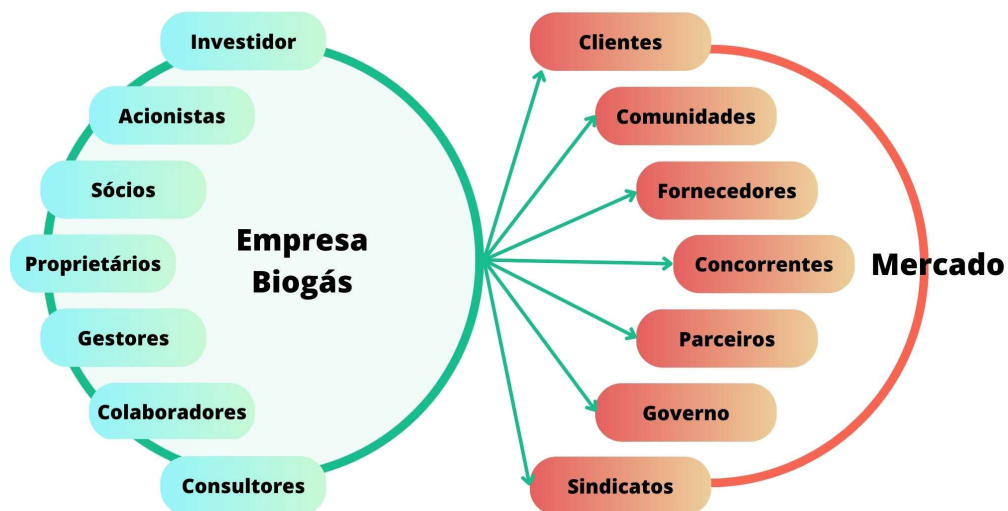 Investidor
Acionistas
Sócios
Proprietários
Gestores
Colaboradores
Consultores
Empresa
Biogás
Clientes
Comunidades
Fornecedores
Concorrentes
Parceiros
Governo
Sindicatos
Mercado